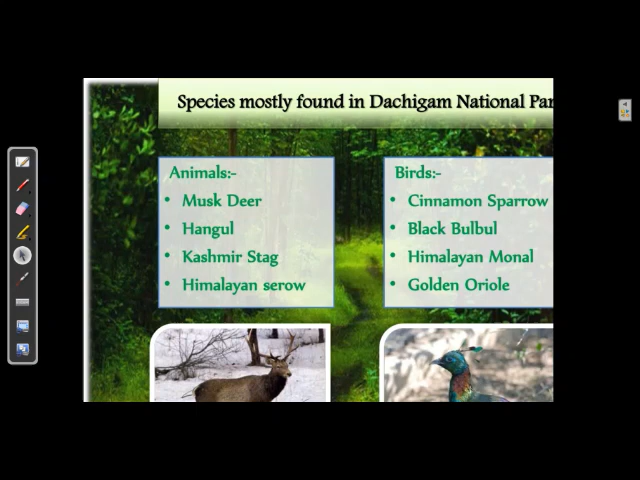 Species mostly found in Dachigam National Par
Animals:-
• Musk Deer
• Hangul
• Kashmir Stag
• Himalayan serow
Birds:-
• Cinnamon Sparrow
• Black Bulbul
• Himalayan Monal
• Golden Oriole